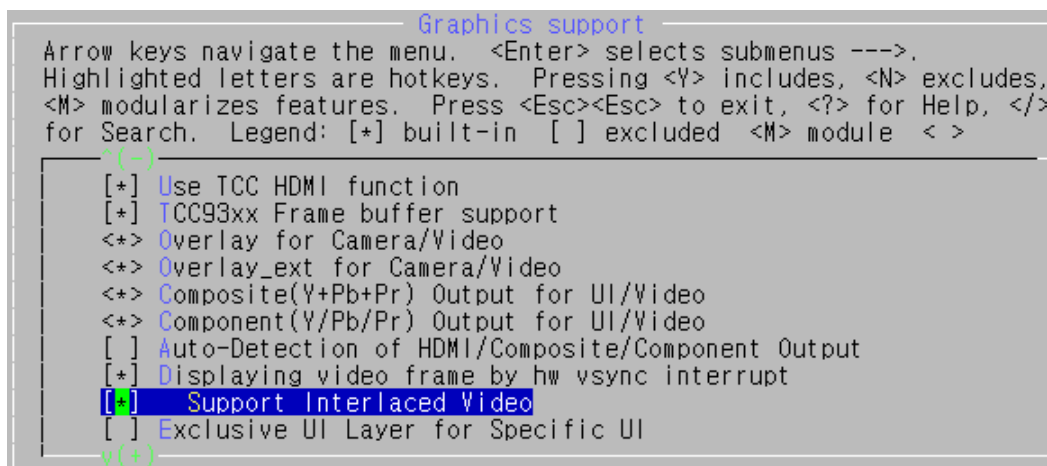 Graphics support
Arrow keys navigate the menu.  <Enter> selects submenus --->.
Highlighted letters are hotkeys.  Pressing <Y> includes, <N> excludes,
<M> modularizes features.  Press <Esc><Esc> to exit, <?> for Help, </>
for Search.  Legend: [*] built-in  [ ] excluded  <M> module  < >
^(-)
[*] Use TCC HDMI function
[*] TCC93xx Frame buffer support
<*> Overlay for Camera/Video
<*> Overlay_ext for Camera/Video
<*> Composite(Y+Pb+Pr) Output for UI/Video
<*> Component(Y/Pb/Pr) Output for UI/Video
[ ] Auto-Detection of HDMI/Composite/Component Output
[*] Displaying video frame by hw vsync interrupt
[*]   Support Interlaced Video
[ ] Exclusive UI Layer for Specific UI
v(+)